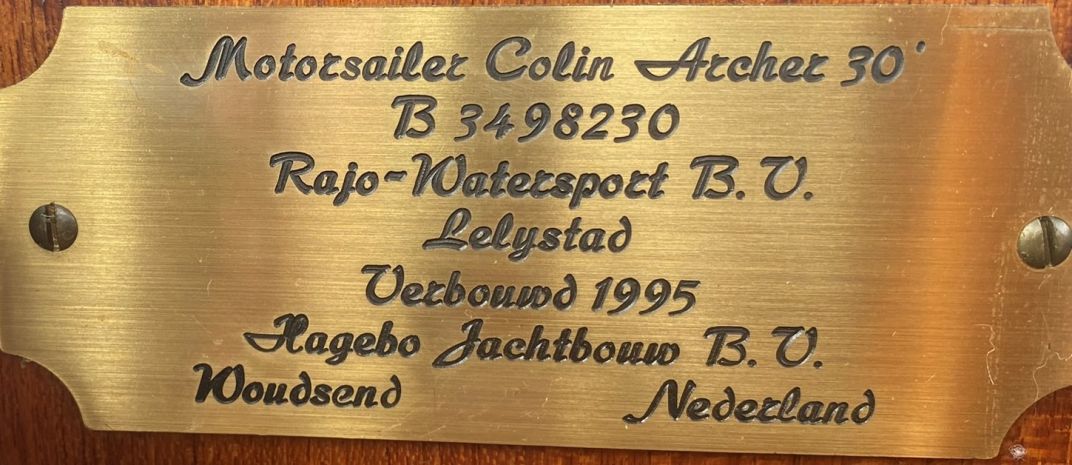 Motorsailer Colin Archer 30'
B 3498230
Rajo-Watersport B.V.
Lelystad
Verbouwd 1995
Hagebo Jachtbouw B.V.
Woudsend Nederland